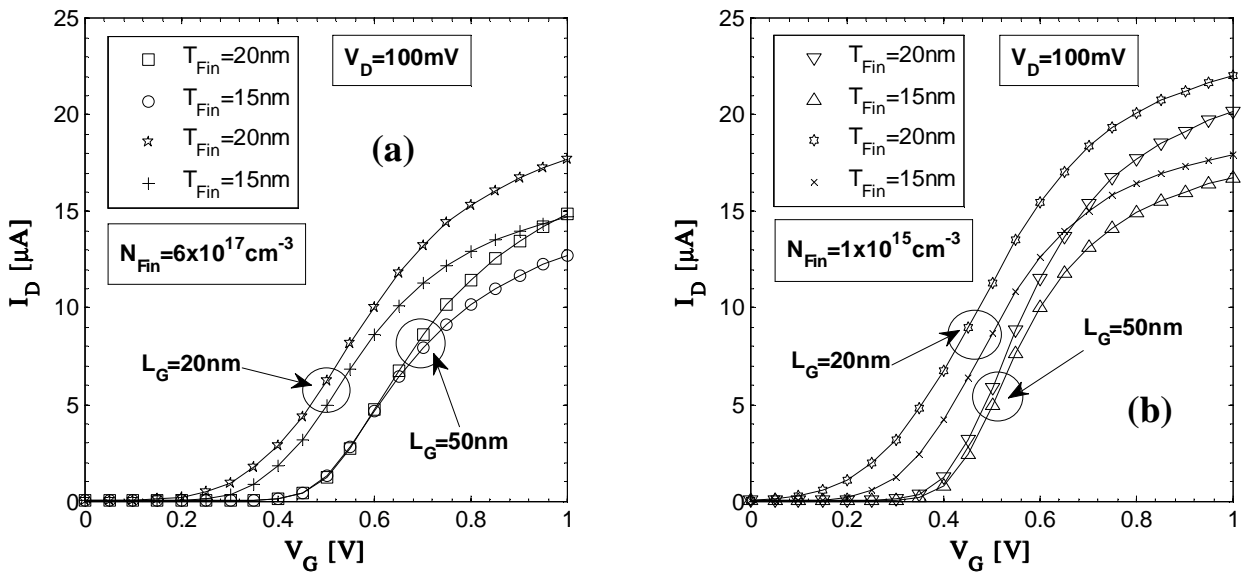 25
20
15
10
5
0
I_D [µA]
T_Fin=20nm
T_Fin=15nm
T_Fin=20nm
T_Fin=15nm
V_D=100mV
(a)
N_Fin=6x10^17cm^-3
L_G=20nm
L_G=50nm
0 0.2 0.4 0.6 0.8 1
V_G [V]
25
20
15
10
5
0
I_D [µA]
T_Fin=20nm
T_Fin=15nm
T_Fin=20nm
T_Fin=15nm
V_D=100mV
N_Fin=1x10^15cm^-3
L_G=20nm
L_G=50nm
(b)
0 0.2 0.4 0.6 0.8 1
V_G [V]